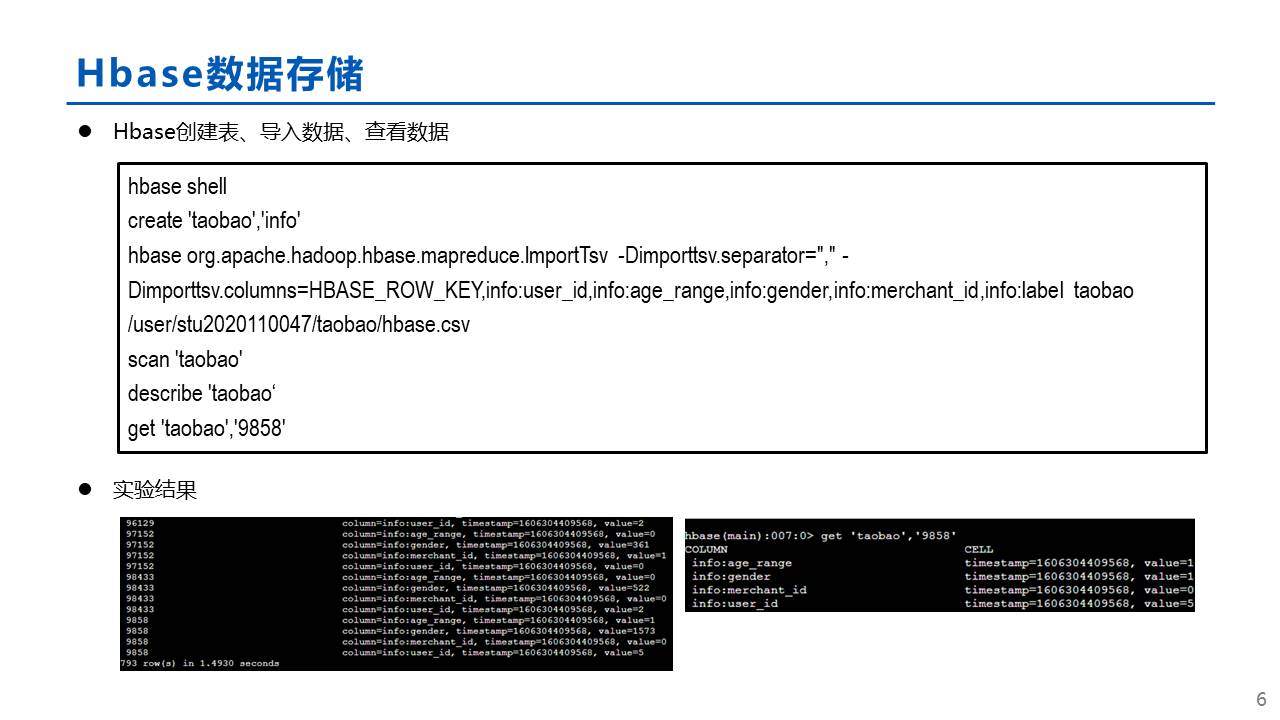 Hbase数据存储
Hbase创建表、导入数据、查看数据
hbase shell
create 'taobao','info'
hbase org.apache.hadoop.hbase.mapreduce.ImportTsv -Dimporttsv.separator="," -
Dimporttsv.columns=HBASE_ROW_KEY,info:user_id,info:age_range,info:gender,info:merchant_id,info:label taobao
/user/stu2020110047/taobao/hbase.csv
scan 'taobao'
describe 'taobao‘
get 'taobao','9858'
实验结果
96129 column=info:user_id, timestamp=1606304409568, value=2
97152 column=info:age_range, timestamp=1606304409568, value=0
97152 column=info:gender, timestamp=1606304409568, value=361
97152 column=info:merchant_id, timestamp=1606304409568, value=1
97152 column=info:user_id, timestamp=1606304409568, value=0
98433 column=info:age_range, timestamp=1606304409568, value=0
98433 column=info:gender, timestamp=1606304409568, value=522
98433 column=info:merchant_id, timestamp=1606304409568, value=0
98433 column=info:user_id, timestamp=1606304409568, value=2
9858 column=info:age_range, timestamp=1606304409568, value=1
9858 column=info:gender, timestamp=1606304409568, value=1573
9858 column=info:merchant_id, timestamp=1606304409568, value=0
9858 column=info:user_id, timestamp=1606304409568, value=5
793 row(s) in 1.4930 seconds
hbase(main):007:0> get 'taobao','9858'
COLUMN CELL
info:age_range timestamp=1606304409568, value=1
info:gender timestamp=1606304409568, value=1
info:merchant_id timestamp=1606304409568, value=0
info:user_id timestamp=1606304409568, value=5
6